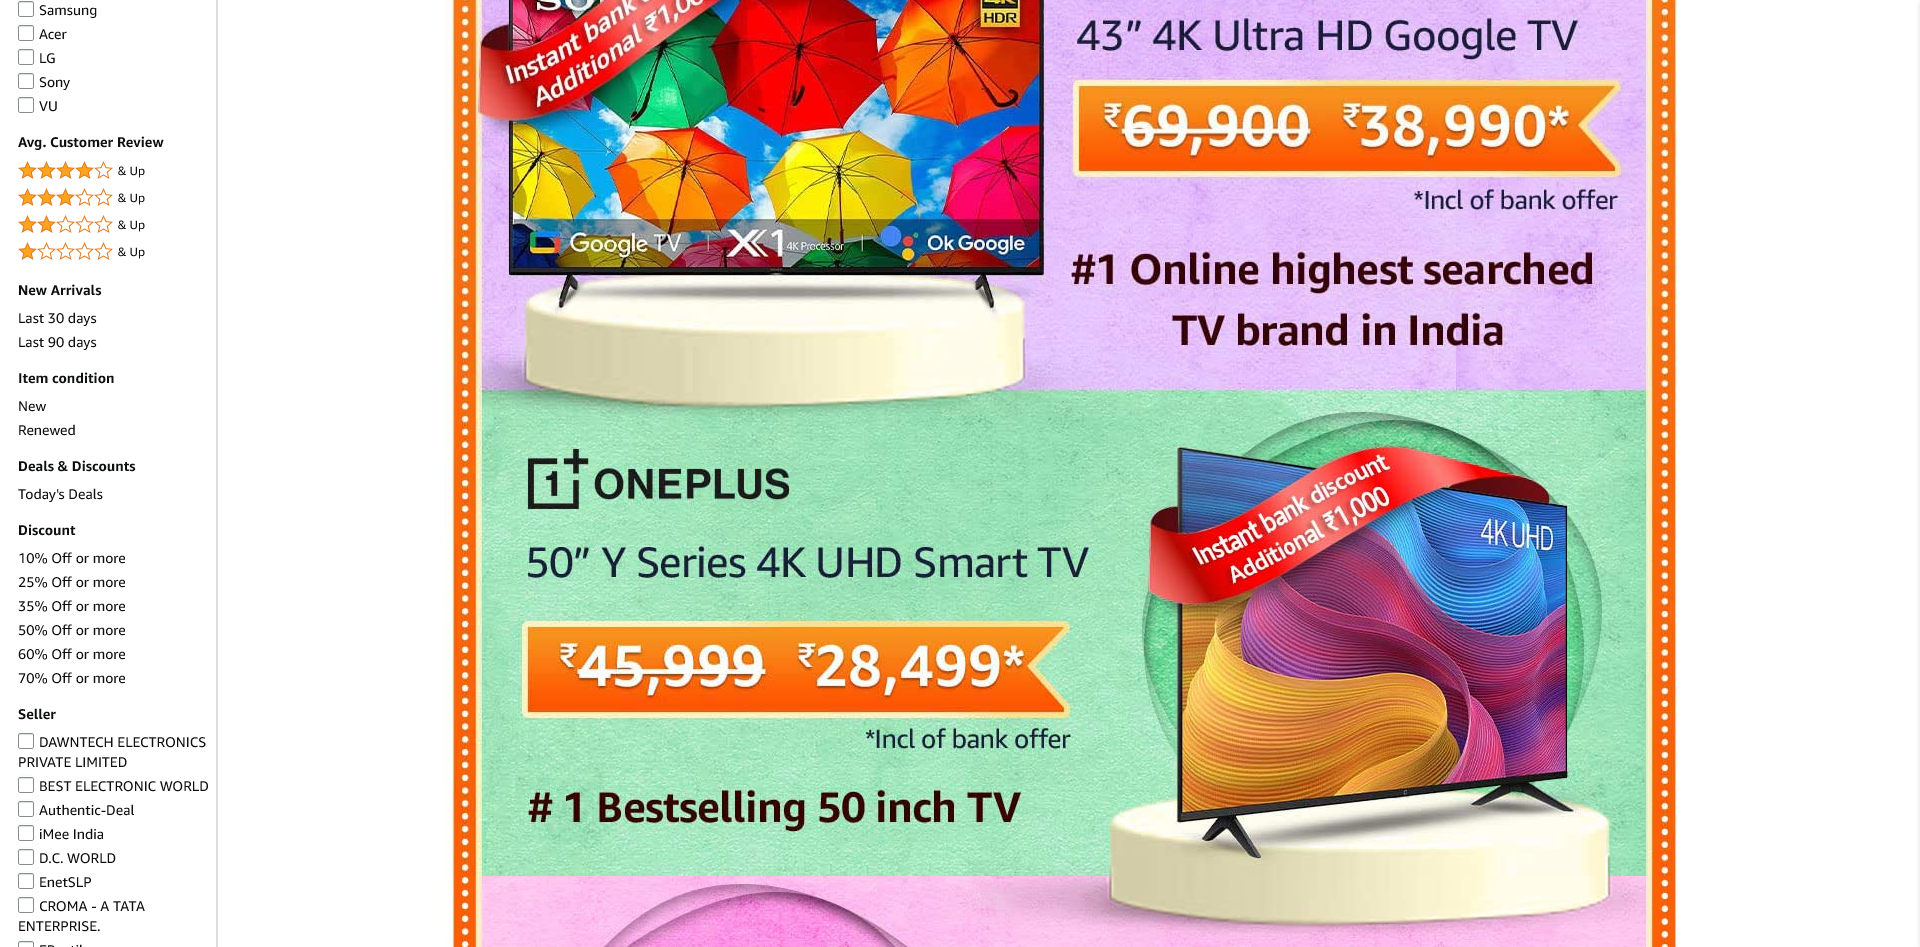 Samsung
Acer
LG
Sony
VU
Avg. Customer Review
& Up
& Up
& Up
& Up
New Arrivals
Last 30 days
Last 90 days
Item condition
New
Renewed
Deals & Discounts
Today's Deals
Discount
10% Off or more
25% Off or more
35% Off or more
50% Off or more
60% Off or more
70% Off or more
Seller
DAWNTECH ELECTRONICS
PRIVATE LIMITED
BEST ELECTRONIC WORLD
Authentic-Deal
iMee India
D.C. WORLD
EnetSLP
CROMA - A TATA
ENTERPRISE.
4K
HDR
Instant bank
Additional
Google TV | X1 4K Processor | Ok Google
43” 4K Ultra HD Google TV
₹69,900 ₹38,990*
*Incl of bank offer
#1 Online highest searched
TV brand in India
1+ ONEPLUS
50” Y Series 4K UHD Smart TV
₹45,999 ₹28,499*
*Incl of bank offer
# 1 Bestselling 50 inch TV
Instant bank discount
Additional ₹1,000
4K UHD